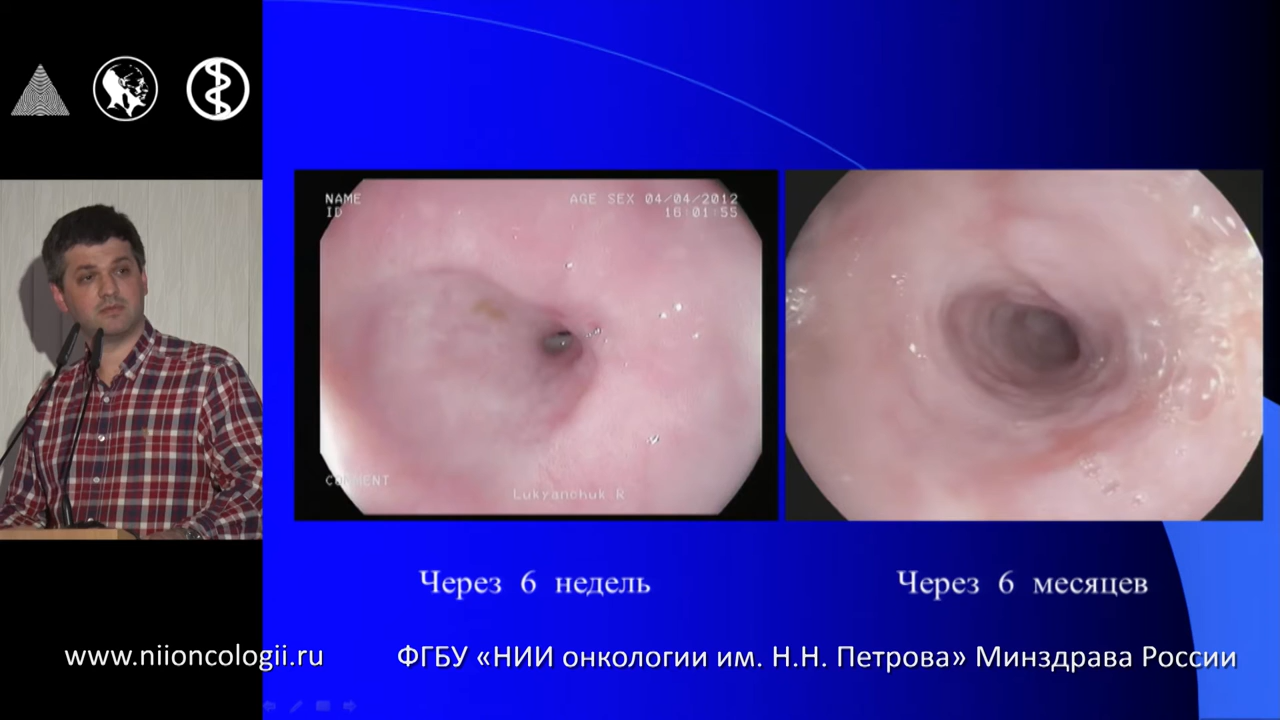 NAME
ID
AGE SEX 04/04/2012
16:01:55
COMMENT
Lukyanchuk.R
Через 6 недель
Через 6 месяцев
www.niioncologii.ru
ФГБУ «НИИ онкологии им. Н.Н. Петрова» Минздрава России